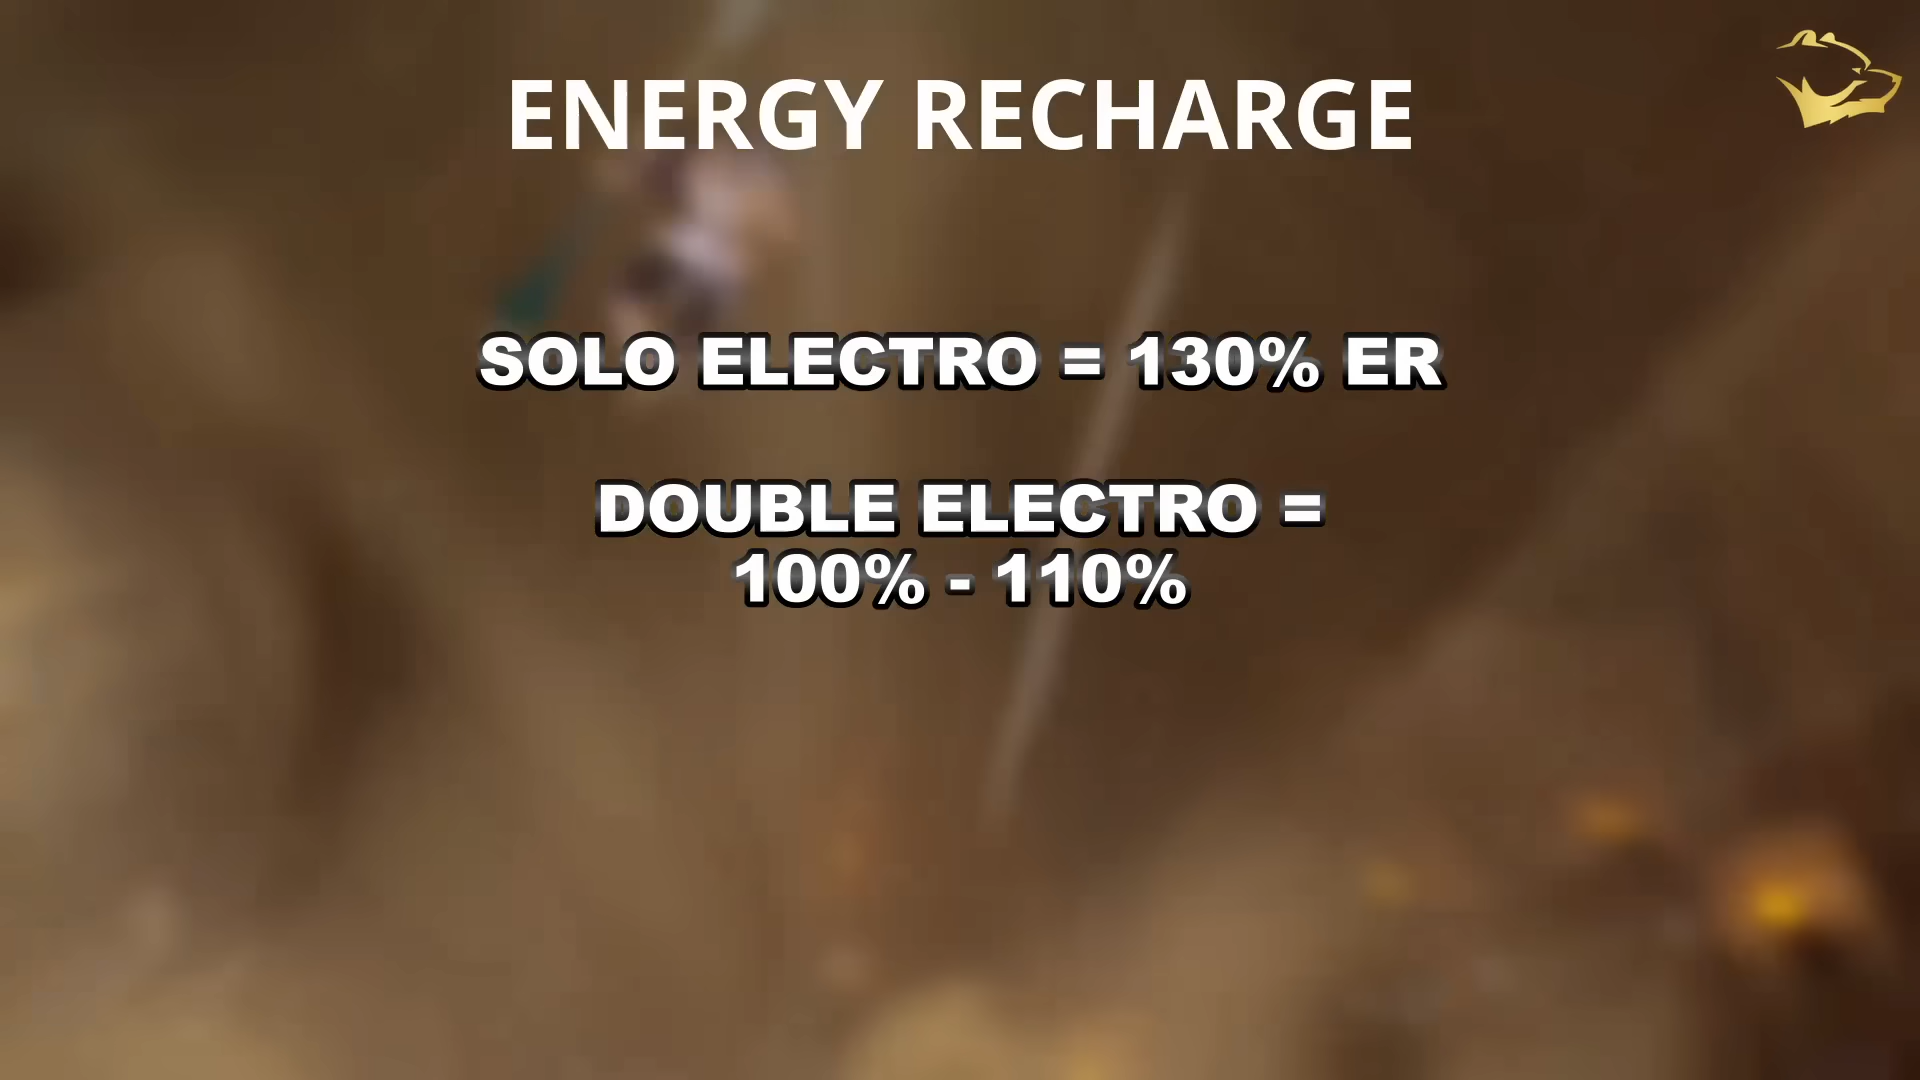 ENERGY RECHARGE
SOLO ELECTRO = 130% ER
DOUBLE ELECTRO =
100% - 110%